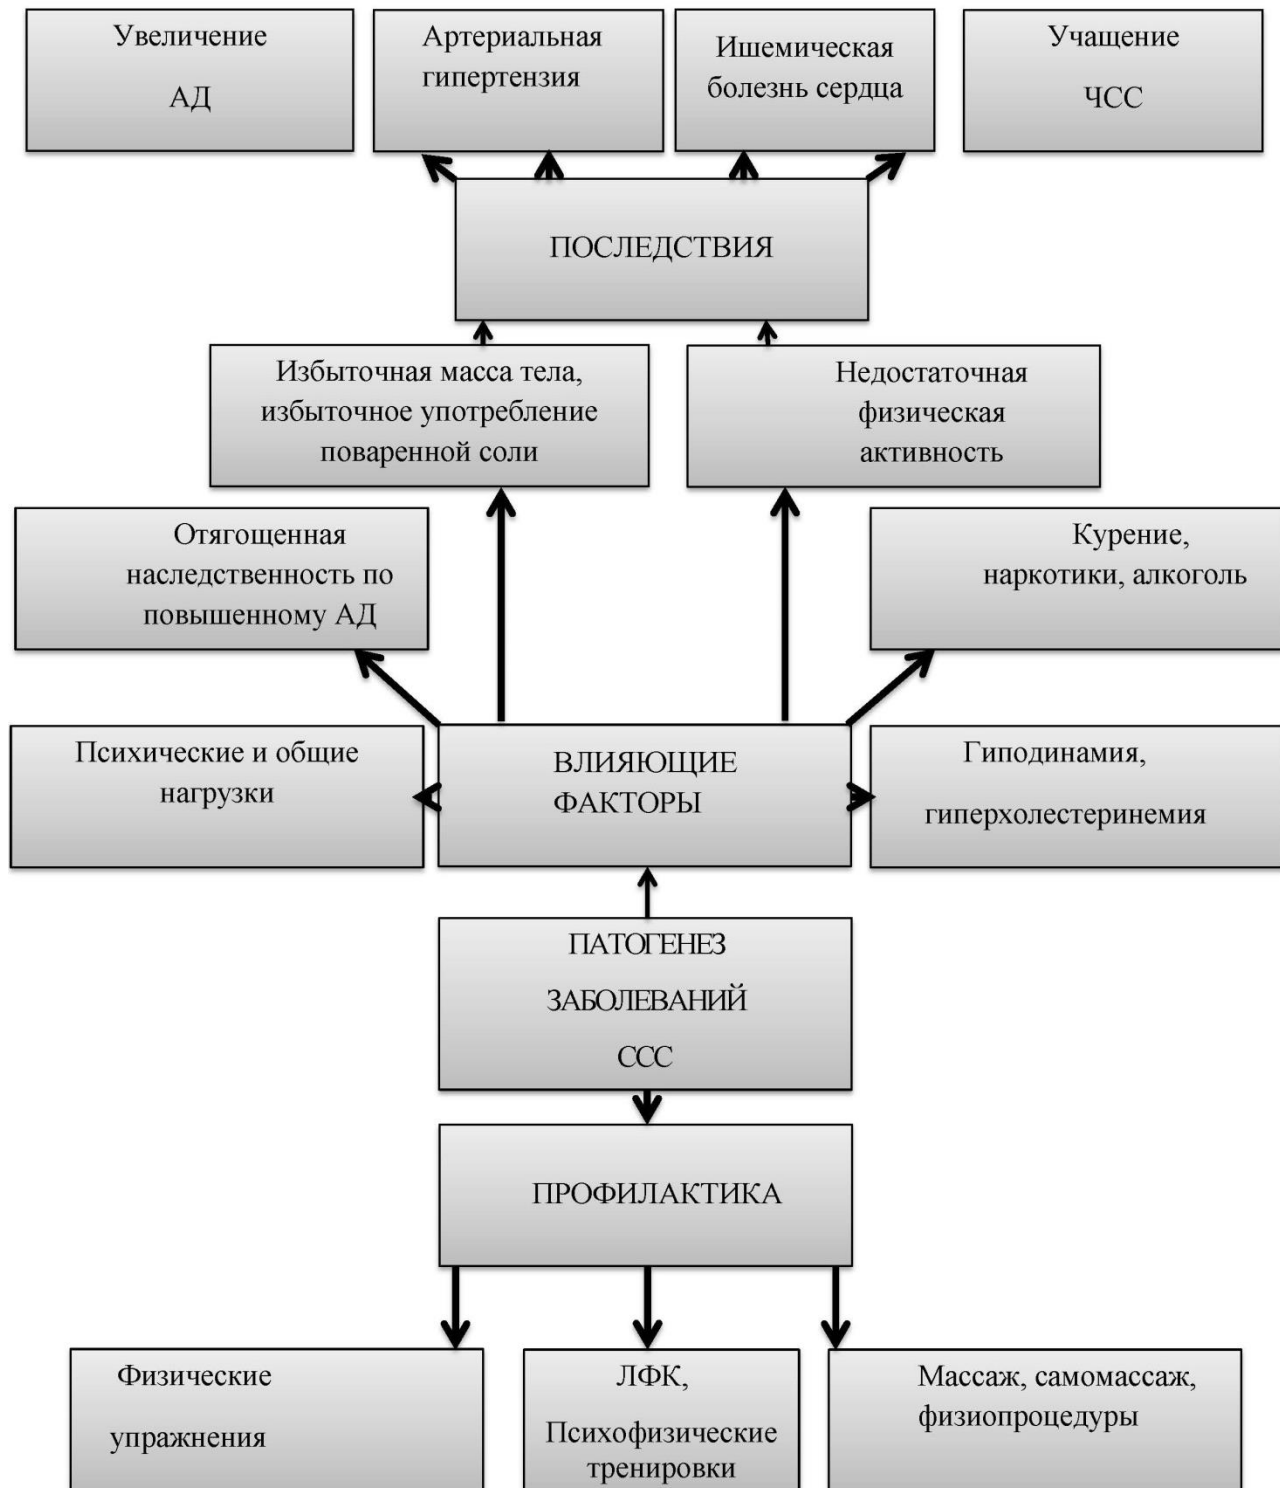 Увеличение
АД
Артериальная
гипертензия
Ишемическая
болезнь сердца
Учащение
ЧСС
ПОСЛЕДСТВИЯ
Избыточная масса тела,
избыточное употребление
поваренной соли
Недостаточная
физическая
активность
Отягощенная
наследственность по
повышенному АД
Курение,
наркотики, алкоголь
Психические и общие
нагрузки
ВЛИЯЮЩИЕ
ФАКТОРЫ
Гиподинамия,
гиперхолестеринемия
ПАТОГЕНЕЗ
ЗАБОЛЕВАНИЙ
ССС
ПРОФИЛАКТИКА
Физические
упражнения
ЛФК,
Психофизические
тренировки
Массаж, самомассаж,
физиопроцедуры